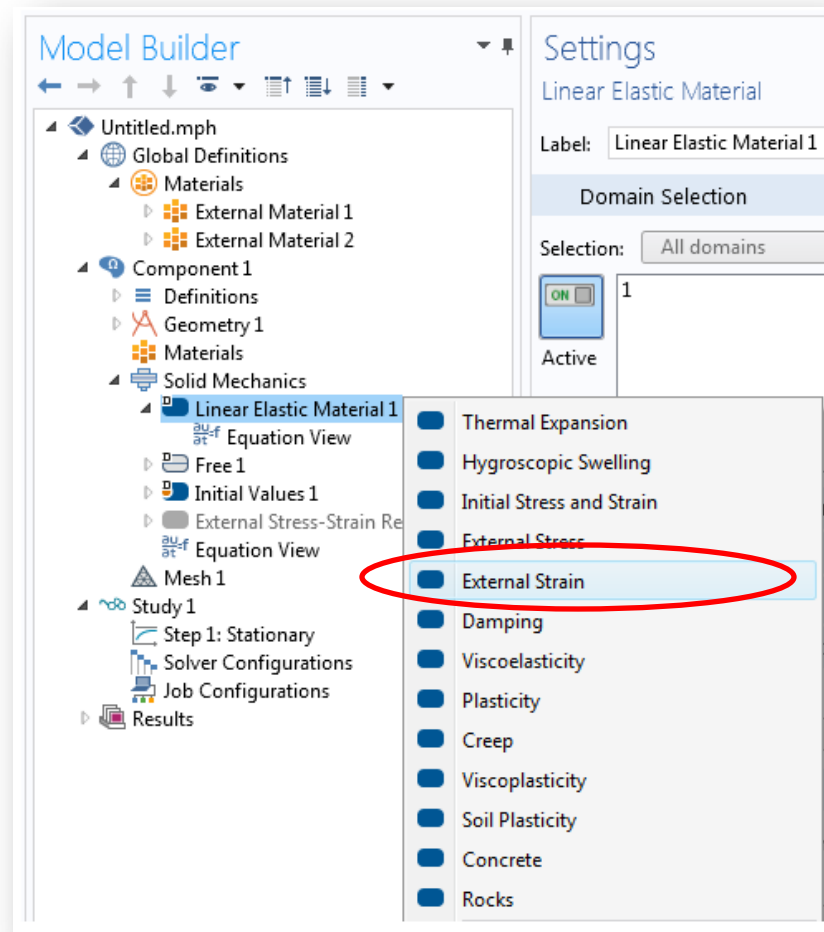 Model Builder
Untitled.mph
Global Definitions
Materials
External Material 1
External Material 2
Component 1
Definitions
Geometry 1
Materials
Solid Mechanics
Linear Elastic Material 1
Equation View
Free 1
Initial Values 1
External Stress-Strain Re
Equation View
Mesh 1
Study 1
Step 1: Stationary
Solver Configurations
Job Configurations
Results
Settings
Linear Elastic Material
Label: Linear Elastic Material 1
Domain Selection
Selection: All domains
ON
1
Active
Thermal Expansion
Hygroscopic Swelling
Initial Stress and Strain
External Stress
External Strain
Damping
Viscoelasticity
Plasticity
Creep
Viscoplasticity
Soil Plasticity
Concrete
Rocks